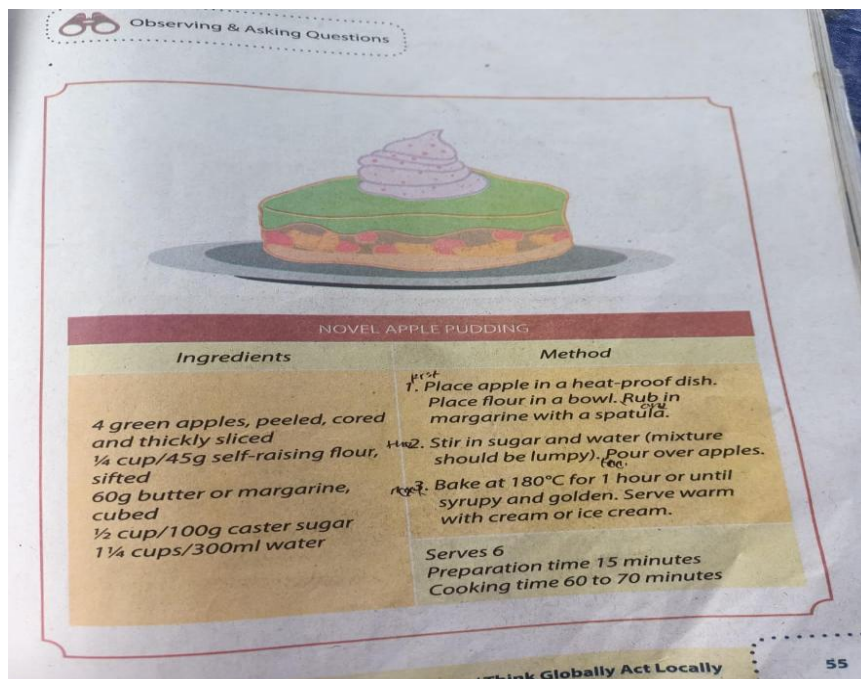 Observing & Asking Questions
NOVEL APPLE PUDDING
Ingredients
4 green apples, peeled, cored
and thickly sliced
¼ cup/45g self-raising flour,
sifted
60g butter or margarine,
cubed
½ cup/100g caster sugar
1¼ cups/300ml water
Method
first
1. Place apple in a heat-proof dish.
Place flour in a bowl. Rub in
margarine with a spatula.
2. Stir in sugar and water (mixture
should be lumpy). Pour over apples.
3. Bake at 180°C for 1 hour or until
syrupy and golden. Serve warm
with cream or ice cream.
Serves 6
Preparation time 15 minutes
Cooking time 60 to 70 minutes
Think Globally Act Locally
55